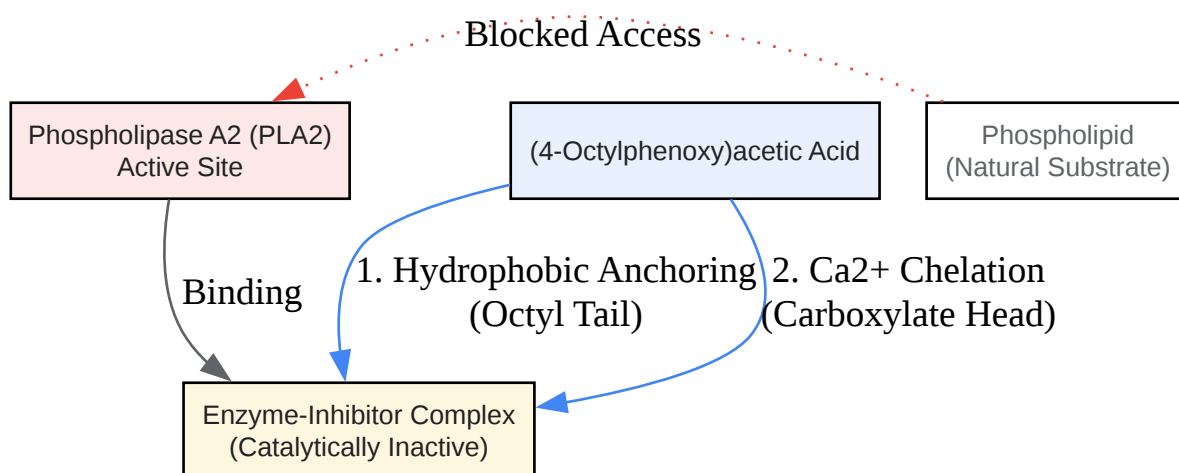 Blocked Access
Phospholipase A2 (PLA2)
Active Site
(4-Octylphenoxy)acetic Acid
Phospholipid
(Natural Substrate)
Binding
1. Hydrophobic Anchoring
(Octyl Tail)
2. Ca2+ Chelation
(Carboxylate Head)
Enzyme-Inhibitor Complex
(Catalytically Inactive)